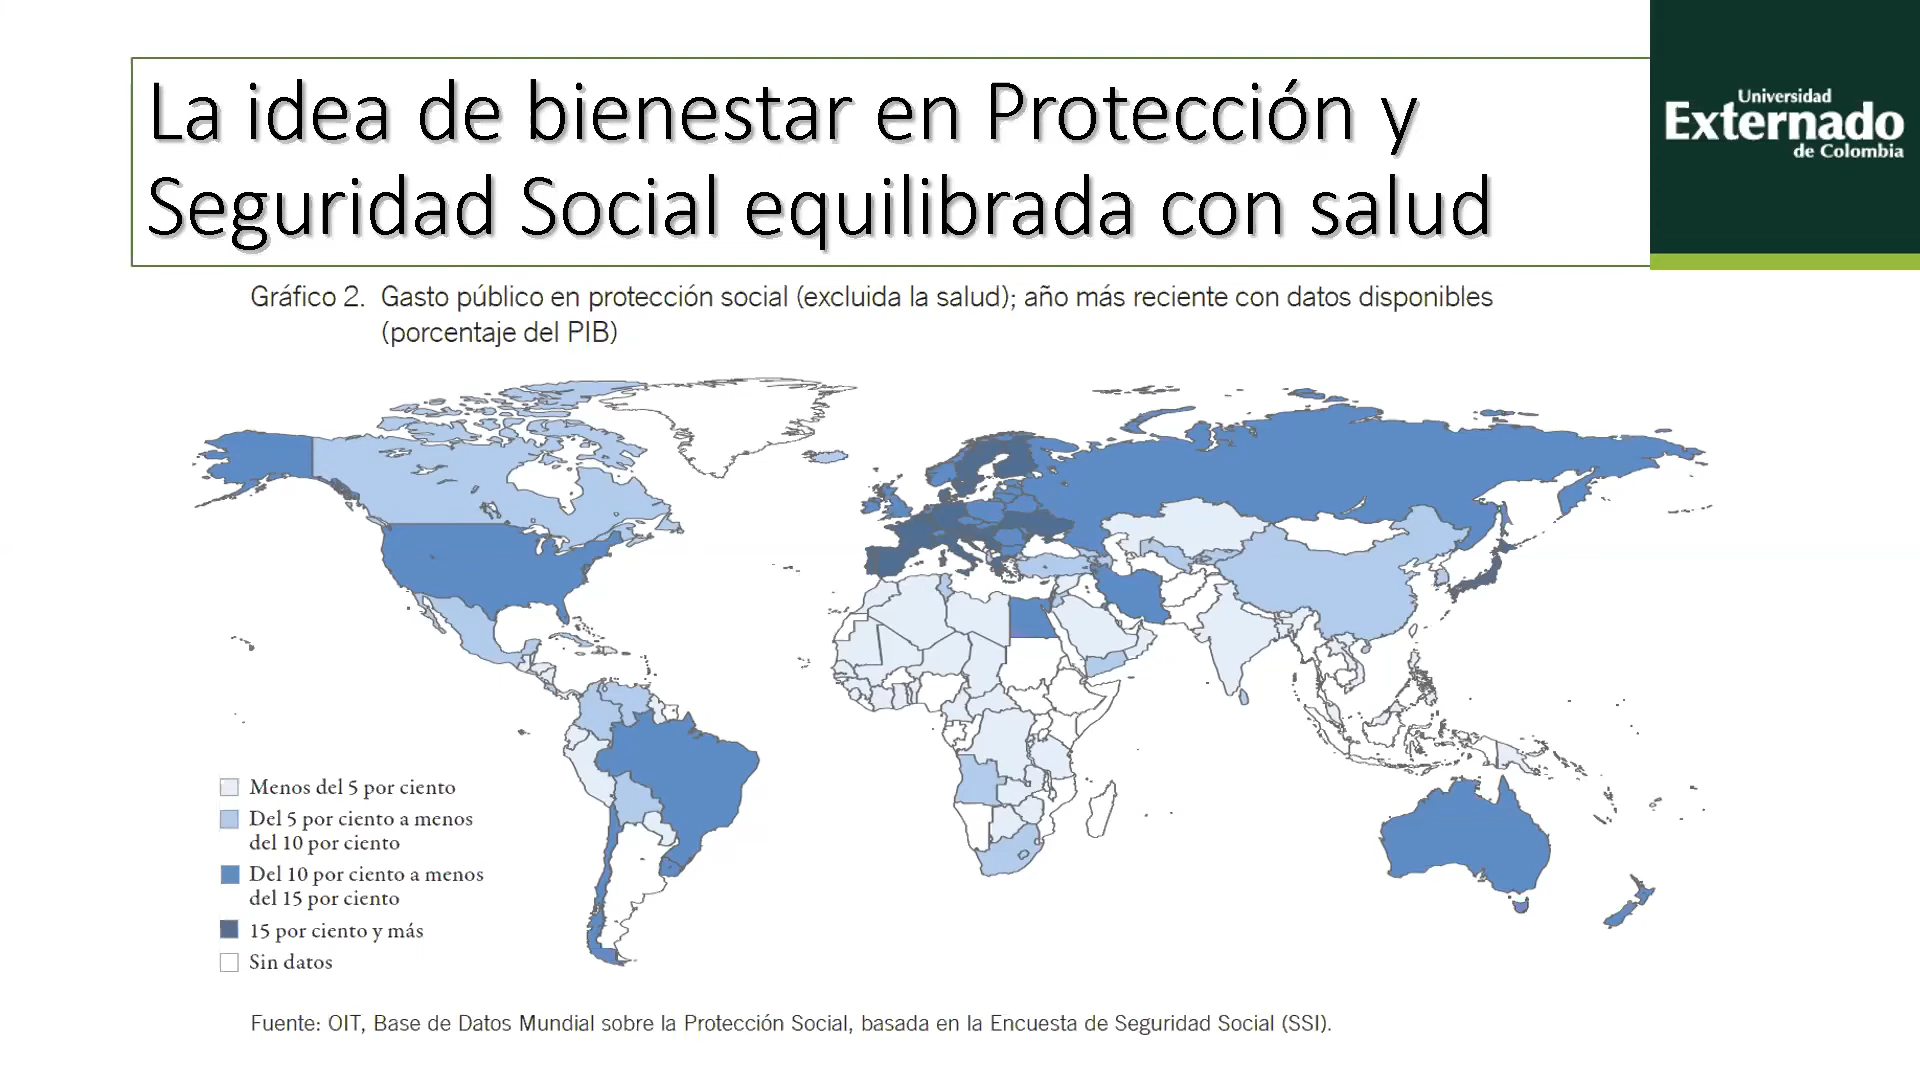 La idea de bienestar en Protección y
Seguridad Social equilibrada con salud
Universidad
Externado
de Colombia
Gráfico 2. Gasto público en protección social (excluida la salud); año más reciente con datos disponibles
(porcentaje del PIB)
Menos del 5 por ciento
Del 5 por ciento a menos
del 10 por ciento
Del 10 por ciento a menos
del 15 por ciento
15 por ciento y más
Sin datos
Fuente: OIT, Base de Datos Mundial sobre la Protección Social, basada en la Encuesta de Seguridad Social (SSI).